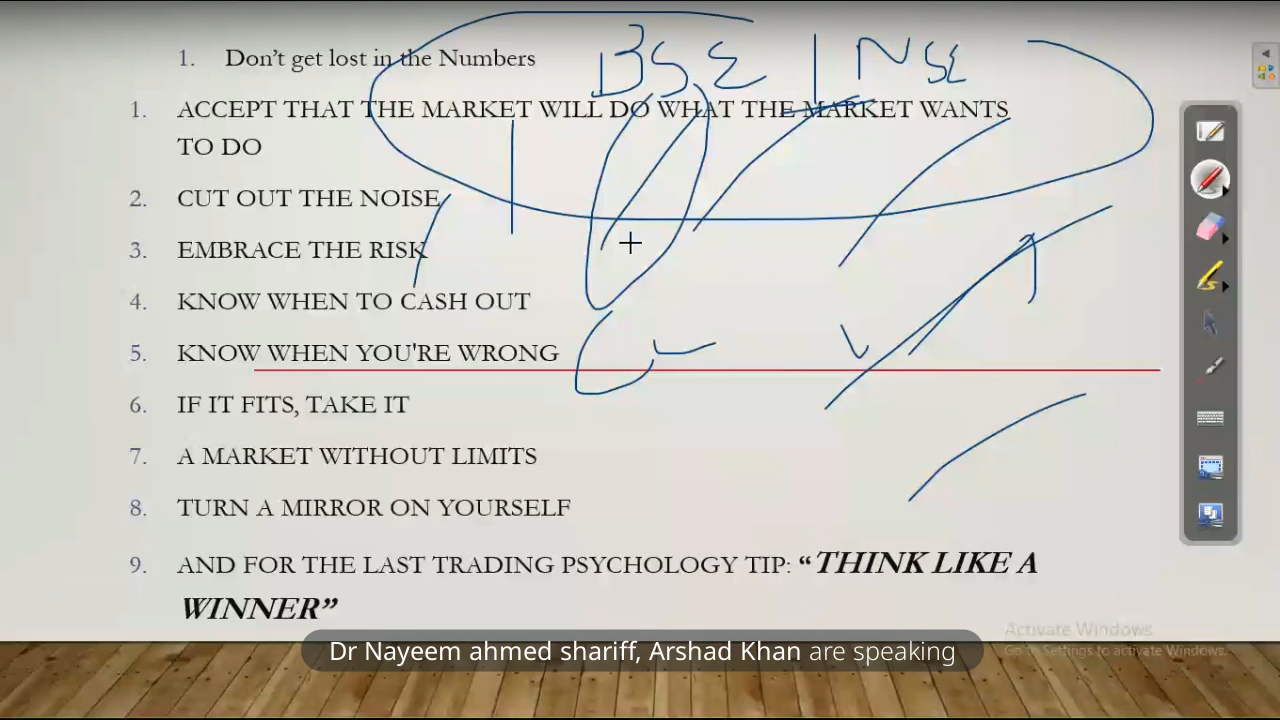 1. Don't get lost in the Numbers
BSE | NSE
1. ACCEPT THAT THE MARKET WILL DO WHAT THE MARKET WANTS
TO DO
2. CUT OUT THE NOISE
3. EMBRACE THE RISK
4. KNOW WHEN TO CASH OUT
5. KNOW WHEN YOU'RE WRONG
6. IF IT FITS, TAKE IT
7. A MARKET WITHOUT LIMITS
8. TURN A MIRROR ON YOURSELF
9. AND FOR THE LAST TRADING PSYCHOLOGY TIP: “THINK LIKE A
WINNER”
Activate Windows
Go to Settings to activate Windows.
Dr Nayeem ahmed shariff, Arshad Khan are speaking